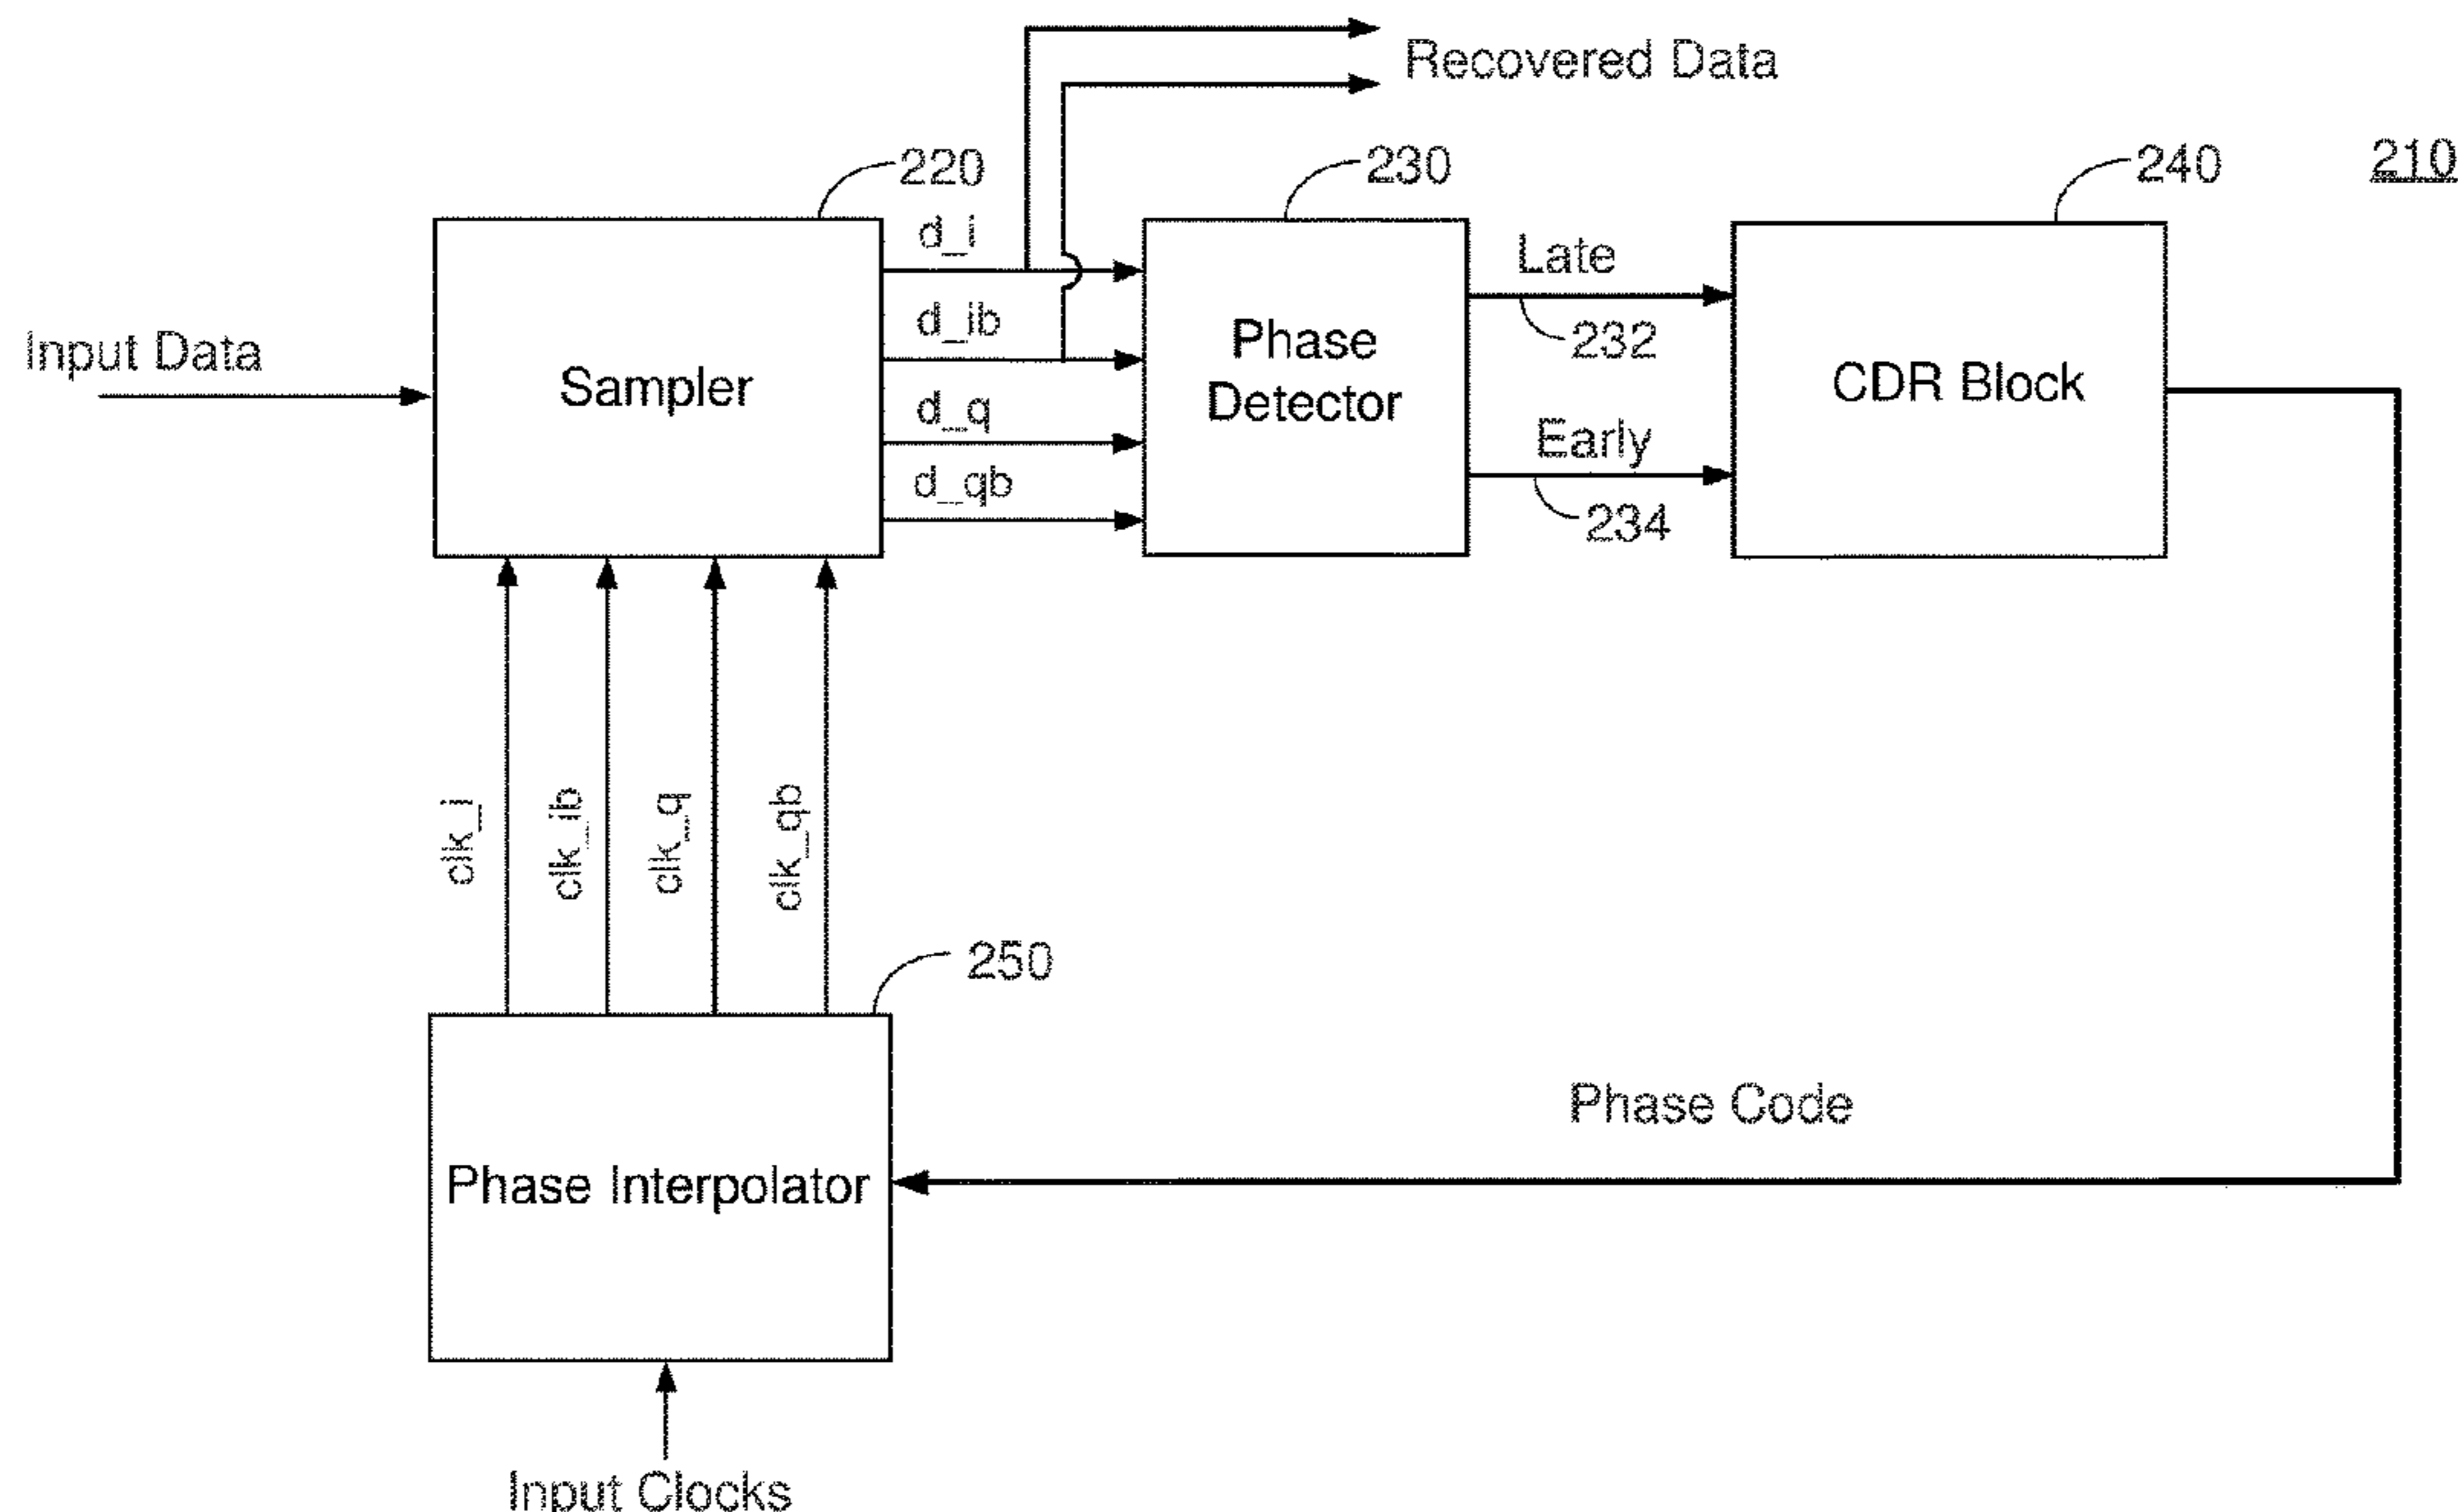 Recovered Data
220
230
240
210
d_i
Late
232
d_ib
Input Data
Sampler
Phase
Detector
CDR Block
d_q
Early
d_qb
234
clk_i
clk_ib
clk_q
clk_qb
250
Phase Code
Phase Interpolator
Input Clocks